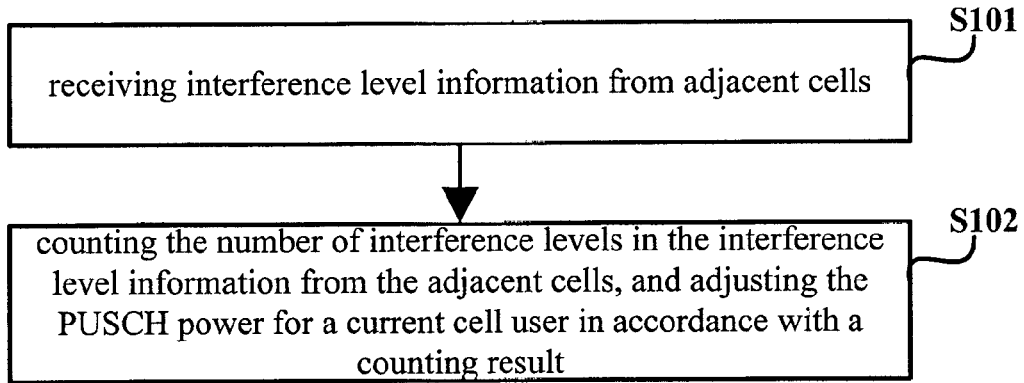 S101
receiving interference level information from adjacent cells
S102
counting the number of interference levels in the interference
level information from the adjacent cells, and adjusting the
PUSCH power for a current cell user in accordance with a
counting result